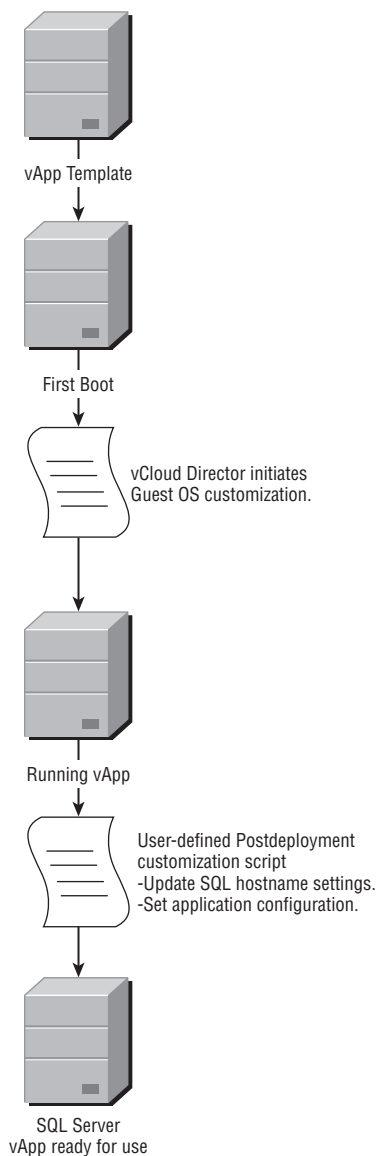 vApp Template
First Boot
vCloud Director initiates
Guest OS customization.
Running vApp
User-defined Postdeployment
customization script
-Update SQL hostname settings.
-Set application configuration.
SQL Server
vApp ready for use